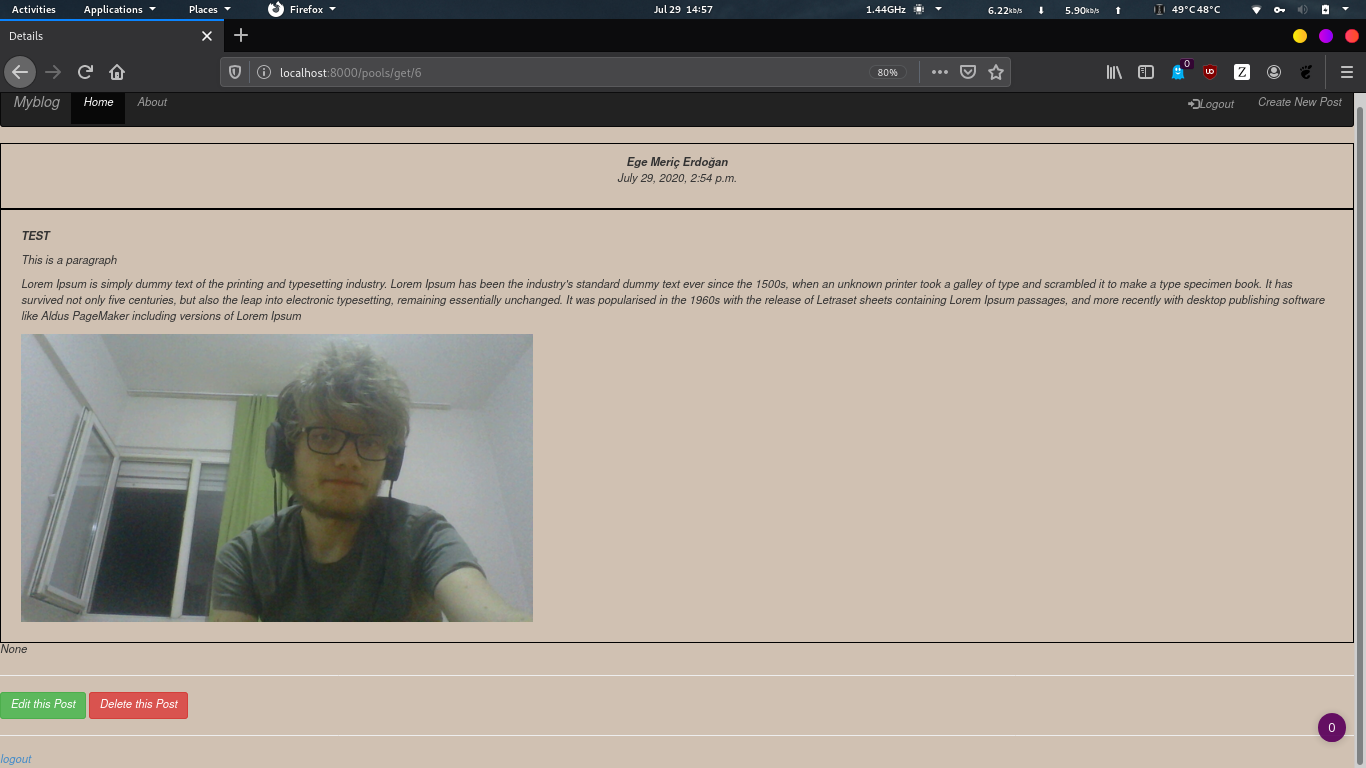 Activities Applications Places Firefox Jul 29 14:57 1.44GHz 6.22kb/s 5.90kb/s 49°C 48°C
Details
localhost:8000/pools/get/6 80% 0 UD Z
Myblog Home About Logout Create New Post
Ege Meriç Erdoğan
July 29, 2020, 2:54 p.m.
TEST
This is a paragraph
Lorem Ipsum is simply dummy text of the printing and typesetting industry. Lorem Ipsum has been the industry's standard dummy text ever since the 1500s, when an unknown printer took a galley of type and scrambled it to make a type specimen book. It has
survived not only five centuries, but also the leap into electronic typesetting, remaining essentially unchanged. It was popularised in the 1960s with the release of Letraset sheets containing Lorem Ipsum passages, and more recently with desktop publishing software
like Aldus PageMaker including versions of Lorem Ipsum
None
Edit this Post Delete this Post
0
logout